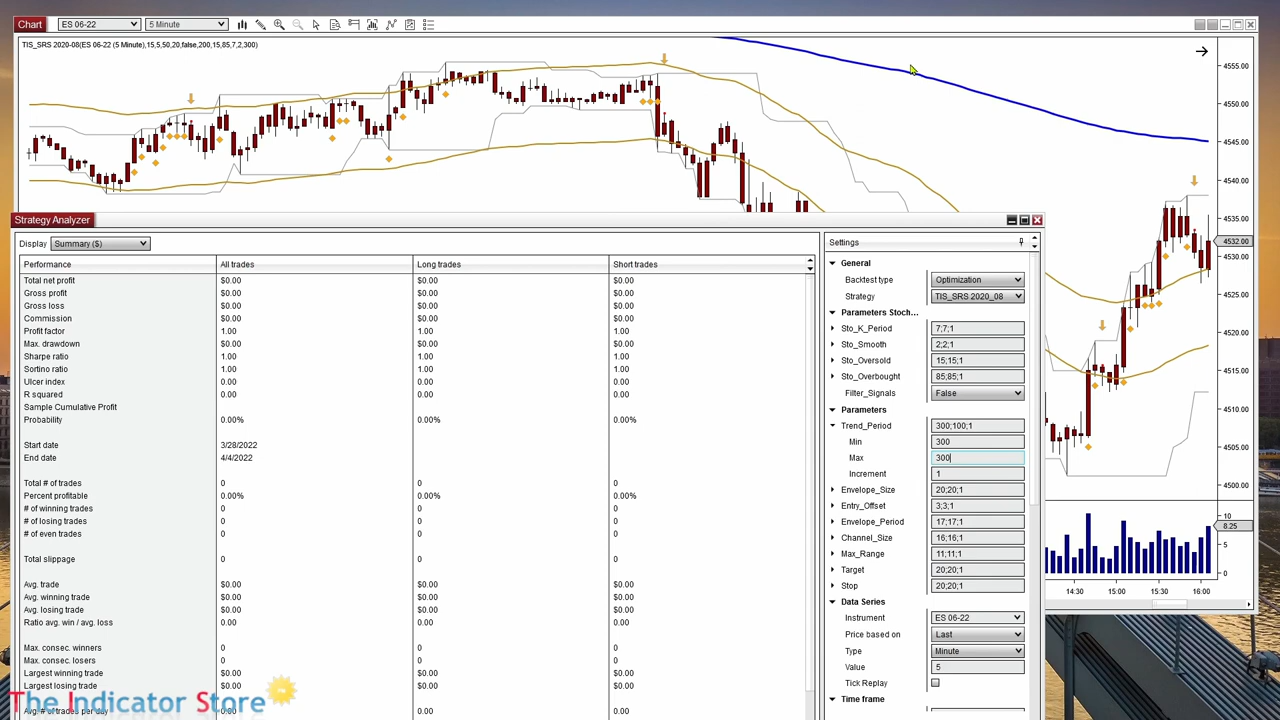 Chart ES 06-22 5 Minute
TIS_SRS 2020-08(ES 06-22 (5 Minute),15,5,50,20,false,200,15,85,7,2,300)
4555.00
4550.00
4545.00
4540.00
4535.00
4532.00
4530.00
4525.00
4520.00
4515.00
4510.00
4505.00
4500.00
10
8.25
5
0
14:30 15:00 15:30 16:00
Strategy Analyzer
Display Summary ($)
Performance All trades Long trades Short trades
Total net profit $0.00 $0.00 $0.00
Gross profit $0.00 $0.00 $0.00
Gross loss $0.00 $0.00 $0.00
Commission $0.00 $0.00 $0.00
Profit factor 1.00 1.00 1.00
Max. drawdown $0.00 $0.00 $0.00
Sharpe ratio 1.00 1.00 1.00
Sortino ratio 1.00 1.00 1.00
Ulcer index 0.00 0.00 0.00
R squared 0.00 0.00 0.00
Sample Cumulative Profit
Probability 0.00% 0.00% 0.00%
Start date 3/28/2022
End date 4/4/2022
Total # of trades 0 0 0
Percent profitable 0.00% 0.00% 0.00%
# of winning trades 0 0 0
# of losing trades 0 0 0
# of even trades 0 0 0
Total slippage 0 0 0
Avg. trade $0.00 $0.00 $0.00
Avg. winning trade $0.00 $0.00 $0.00
Avg. losing trade $0.00 $0.00 $0.00
Ratio avg. win / avg. loss 0.00 0.00 0.00
Max. consec. winners 0 0 0
Max. consec. losers 0 0 0
Largest winning trade $0.00 $0.00 $0.00
Largest losing trade $0.00 $0.00 $0.00
Avg. # of trades per day 0.00 0.00 0.00
The Indicator Store
Settings
General
Backtest type Optimization
Strategy TIS_SRS 2020_08
Parameters Stoch...
Sto_K_Period 7;7;1
Sto_Smooth 2;2;1
Sto_Oversold 15;15;1
Sto_Overbought 85;85;1
Filter_Signals False
Parameters
Trend_Period 300;100;1
Min 300
Max 300
Increment 1
Envelope_Size 20;20;1
Entry_Offset 3;3;1
Envelope_Period 17;17;1
Channel_Size 16;16;1
Max_Range 11;11;1
Target 20;20;1
Stop 20;20;1
Data Series
Instrument ES 06-22
Price based on Last
Type Minute
Value 5
Tick Replay
Time frame